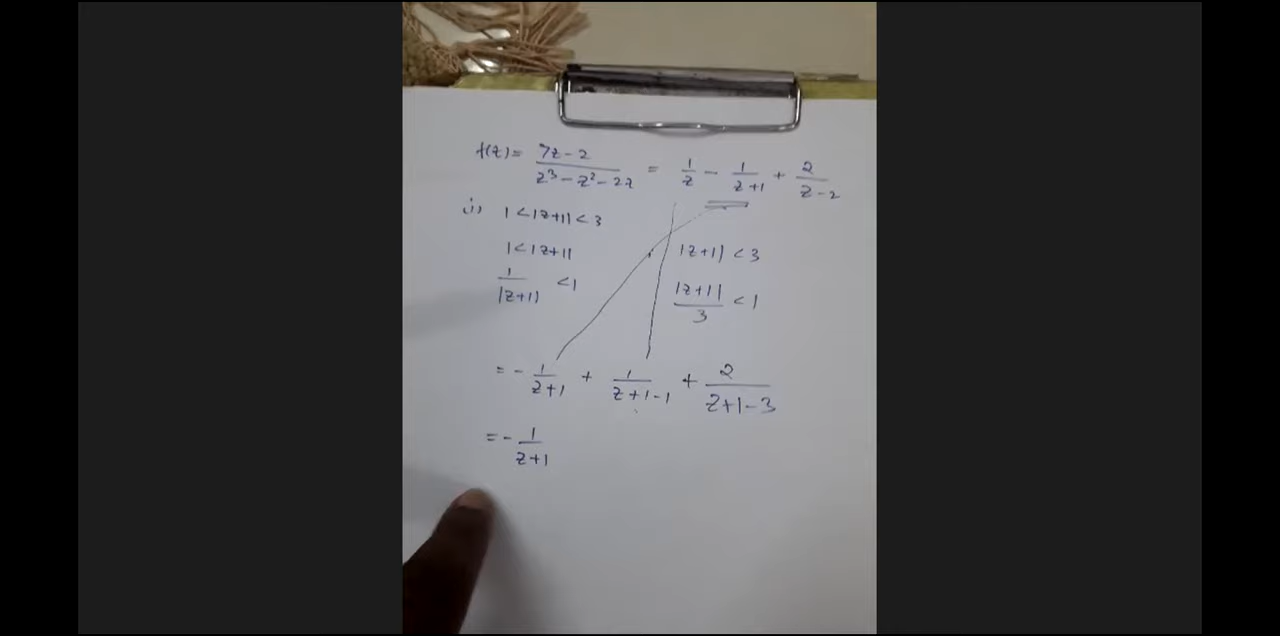 f(z) = 7z-2 / z³-z²-2z = 1/z - 1/z+1 + 2/z-2
i) 1<|z+1|<3
1<|z+1| |z+1|<3
1/|z+1| <1 |z+1|/3 <1
= - 1/z+1 + 1/z+1-1 + 2/z+1-3
= - 1/z+1